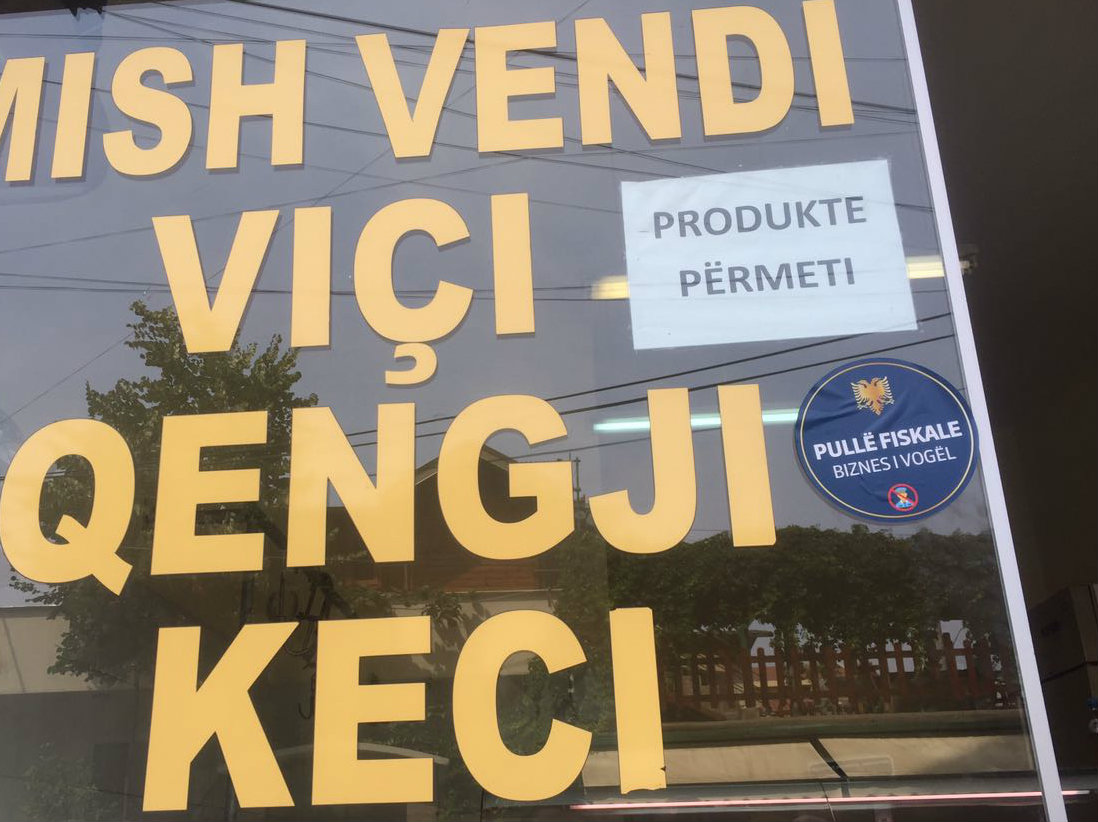 MISH VENDI
VIÇI
QENGJI
KECI
PRODUKTE
PËRMETI
PULLË FISKALE
BIZNES I VOGËL